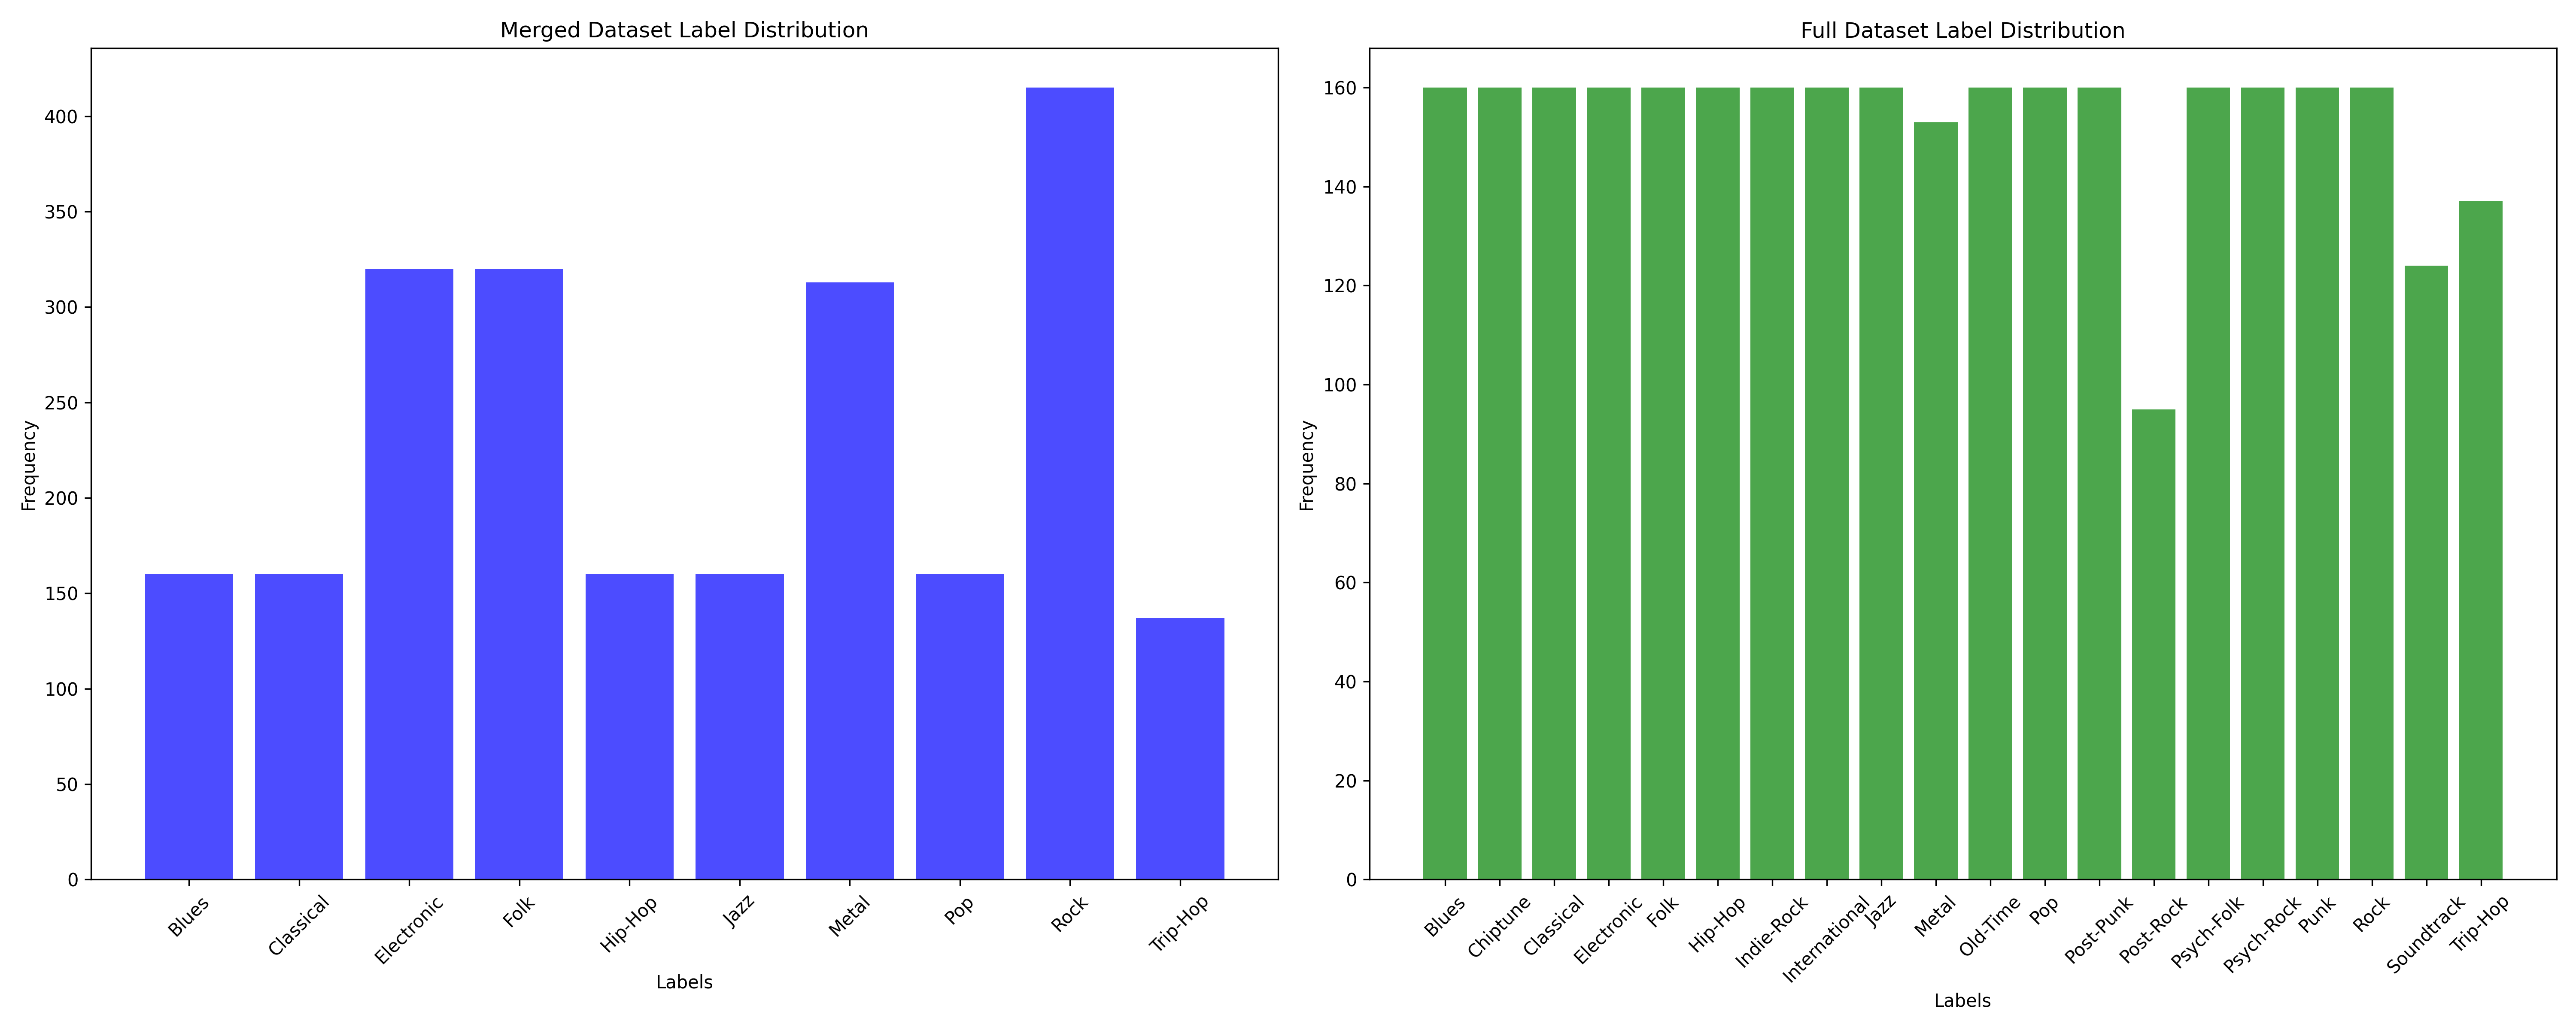 Merged Dataset Label Distribution
Frequency
400
350
300
250
200
150
100
50
0
Blues
Classical
Electronic
Folk
Hip-Hop
Jazz
Metal
Pop
Rock
Trip-Hop
Labels
Full Dataset Label Distribution
Frequency
160
140
120
100
80
60
40
20
0
Blues
Chiptune
Classical
Electronic
Folk
Hip-Hop
Indie-Rock
International
Jazz
Metal
Old-Time
Pop
Post-Punk
Post-Rock
Psych-Folk
Psych-Rock
Punk
Rock
Soundtrack
Trip-Hop
Labels